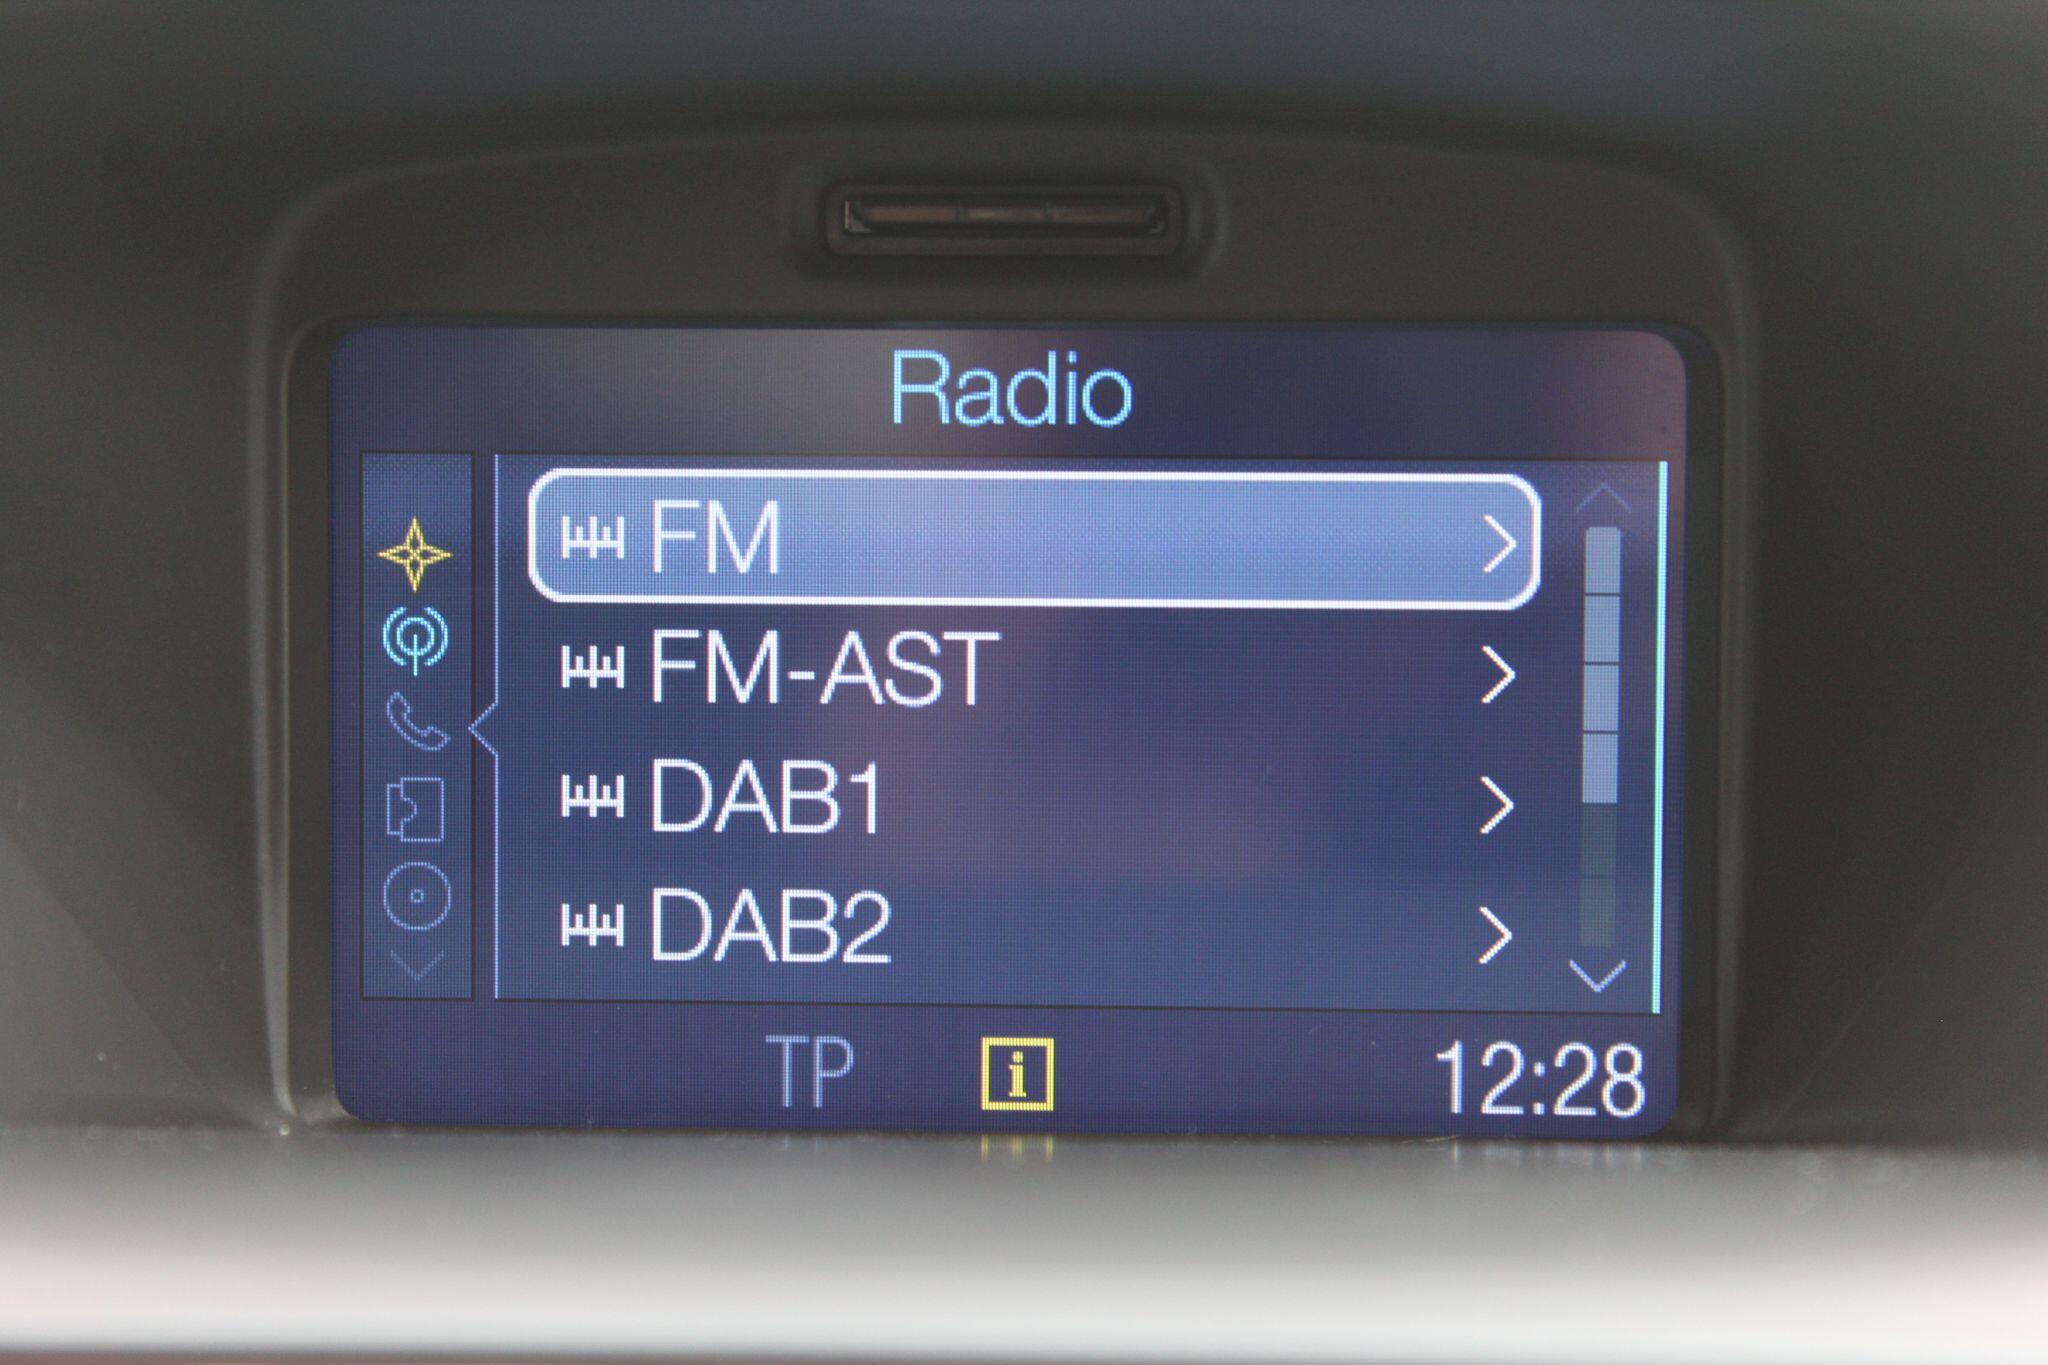 Radio
FM
FM-AST
DAB1
DAB2
TP i 12:28